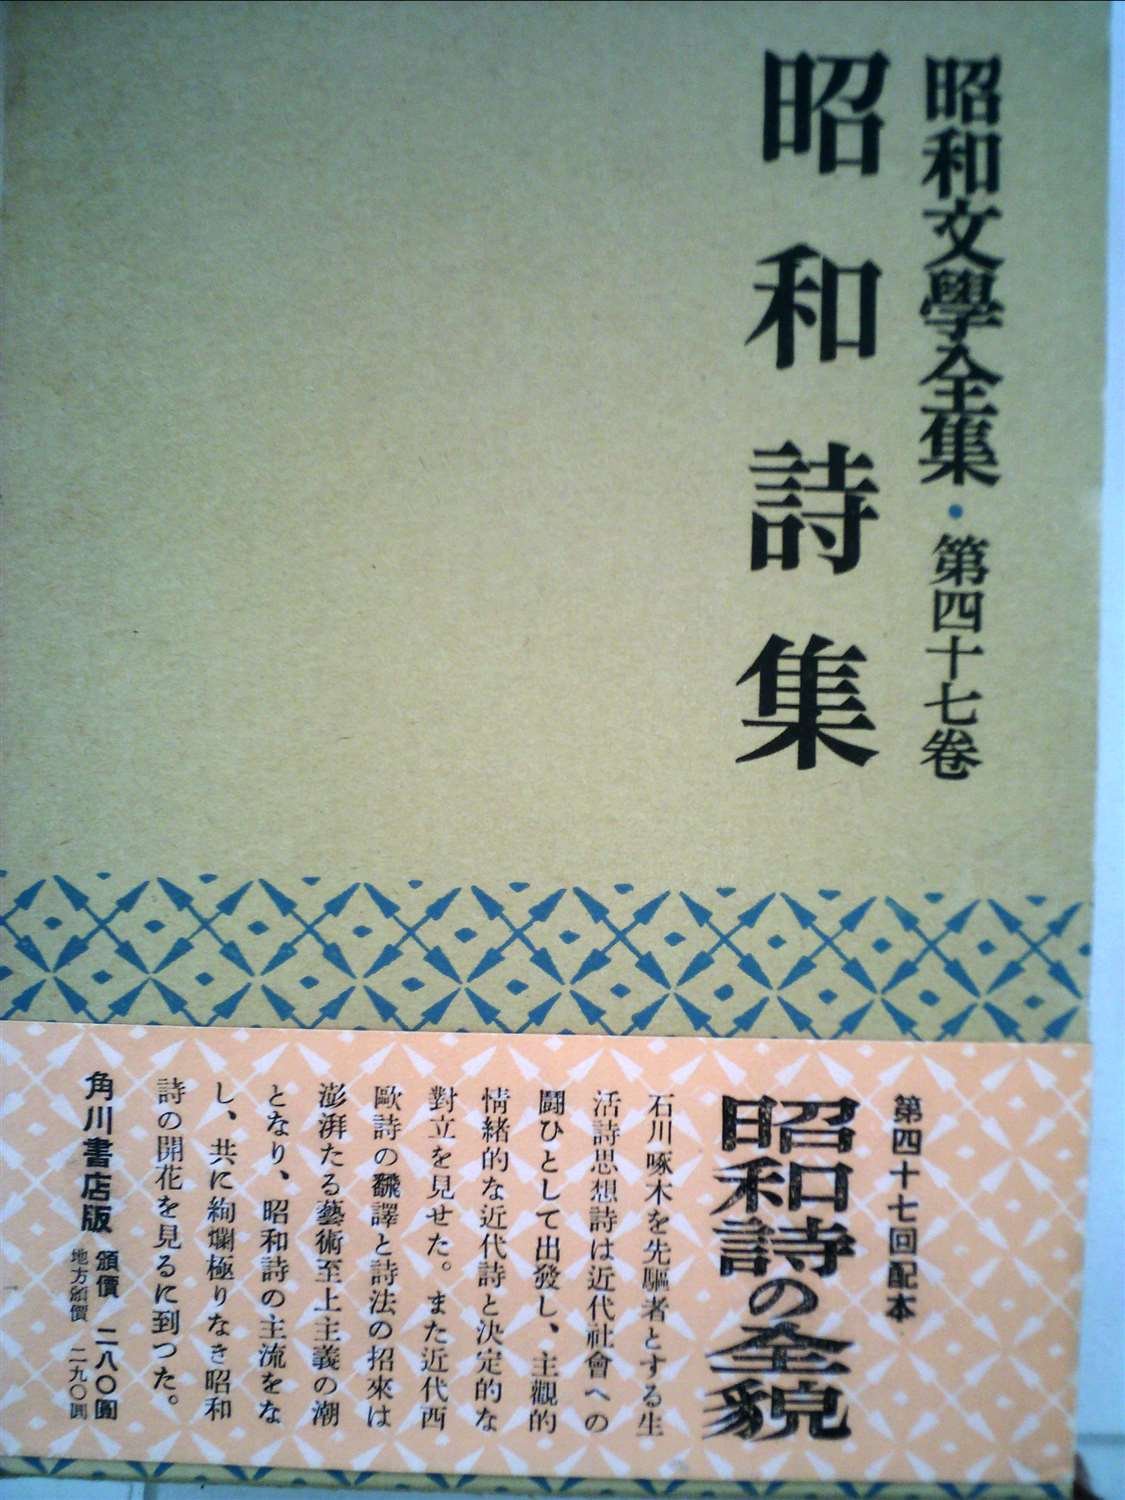 昭和文學全集・第四十七卷
昭和詩集
第四十七回配本
昭和詩の全貌
石川啄木を先驅者とする生
活詩思想詩は近代社會への
鬪ひとして出發し、主觀的
情緒的な近代詩と決定的な
對立を見せた。また近代西
歐詩の飜譯と詩法の招來は
澎湃たる藝術至上主義の潮
となり、昭和詩の主流をな
し、共に絢爛極りなき昭和
詩の開花を見るに到つた。
角川書店版 頒價 二八〇圓
地方頒價 二九〇圓